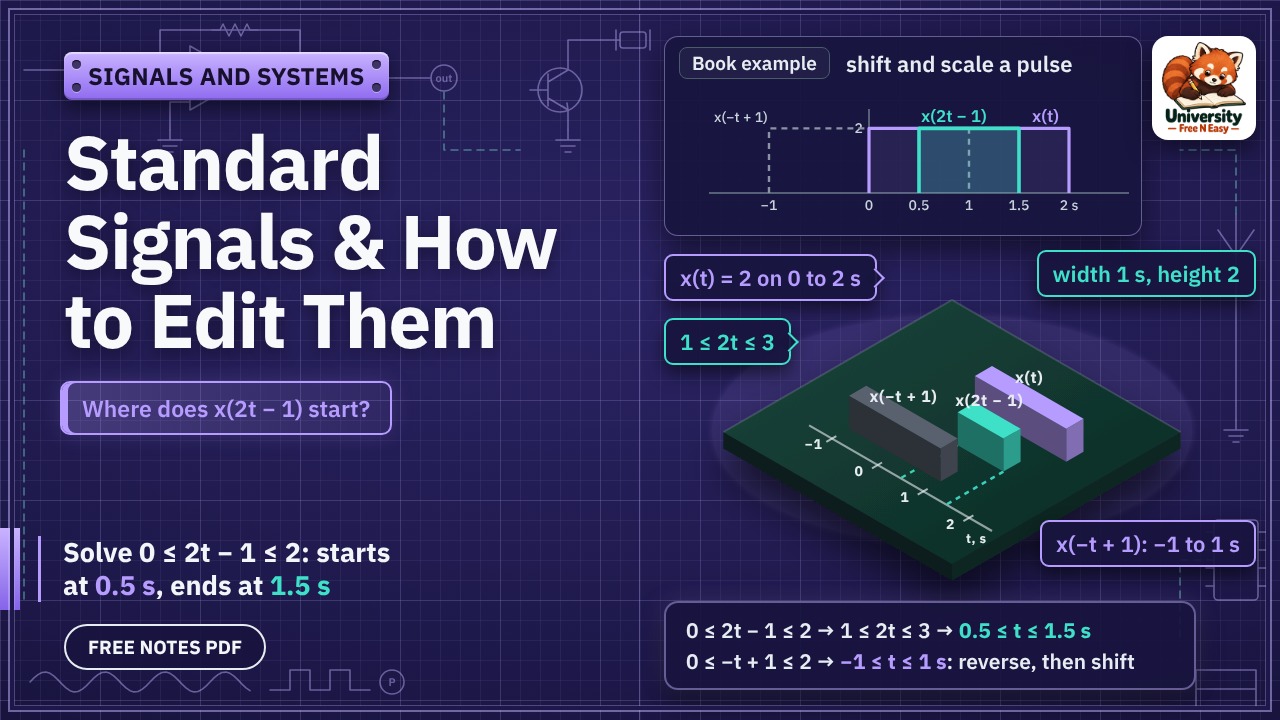 SIGNALS AND SYSTEMS
out
Standard
Signals & How
to Edit Them
Where does x(2t − 1) start?
Solve 0 ≤ 2t − 1 ≤ 2: starts
at 0.5 s, ends at 1.5 s
FREE NOTES PDF
P
Book example
shift and scale a pulse
x(−t + 1)
x(2t − 1)
x(t)
2
−1
0
0.5
1
1.5
2 s
University
Free N Easy
x(t) = 2 on 0 to 2 s
width 1 s, height 2
1 ≤ 2t ≤ 3
x(t)
x(−t + 1)
x(2t − 1)
−1
0
1
2
t, s
x(−t + 1): −1 to 1 s
0 ≤ 2t − 1 ≤ 2 → 1 ≤ 2t ≤ 3 → 0.5 ≤ t ≤ 1.5 s
0 ≤ −t + 1 ≤ 2 → −1 ≤ t ≤ 1 s: reverse, then shift